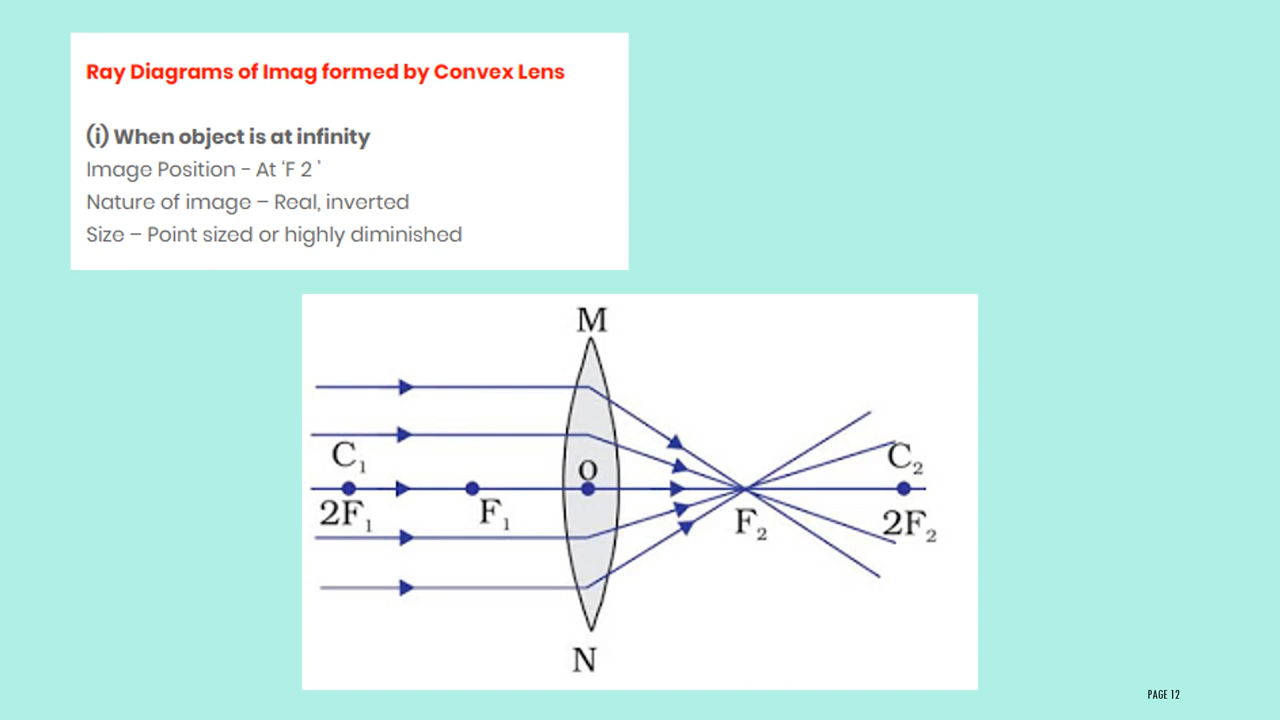 Ray Diagrams of Imag formed by Convex Lens
(i) When object is at infinity
Image Position - At ‘F 2 ’
Nature of image – Real, inverted
Size – Point sized or highly diminished
M
C₁
O
C₂
2F₁
F₁
F₂
2F₂
N
PAGE 12